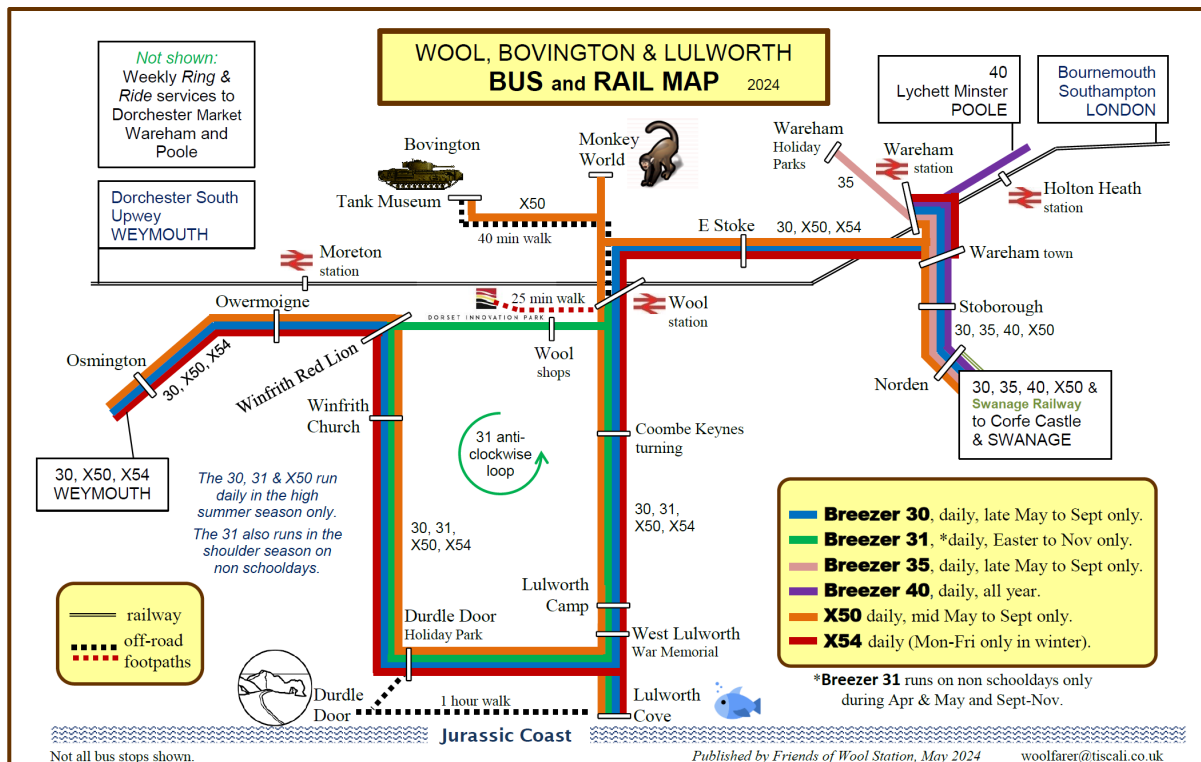 WOOL, BOVINGTON & LULWORTH
BUS and RAIL MAP 2024
Not shown:
Weekly Ring &
Ride services to
Dorchester Market
Wareham and
Poole
Dorchester South
Upwey
WEYMOUTH
40
Lychett Minster
POOLE
Bournemouth
Southampton
LONDON
Bovington
Tank Museum
Monkey
World
X50
40 min walk
Wareham
Holiday
Parks
35
Wareham
station
Holton Heath
station
E Stoke
30, X50, X54
Wareham town
Moreton
station
25 min walk
DORSET INNOVATION PARK
Wool
station
Owermoigne
Stoborough
30, 35, 40, X50
Osmington
30, X50, X54
Winfrith Red Lion
Wool
shops
Norden
30, 35, 40, X50 &
Swanage Railway
to Corfe Castle
& SWANAGE
Winfrith
Church
31 anti-
clockwise
loop
Coombe Keynes
turning
30, X50, X54
WEYMOUTH
The 30, 31 & X50 run
daily in the high
summer season only.
The 31 also runs in the
shoulder season on
non schooldays.
30, 31,
X50, X54
30, 31,
X50, X54
Breezer 30, daily, late May to Sept only.
Breezer 31, *daily, Easter to Nov only.
Breezer 35, daily, late May to Sept only.
Breezer 40, daily, all year.
X50 daily, mid May to Sept only.
X54 daily (Mon-Fri only in winter).
*Breezer 31 runs on non schooldays only
during Apr & May and Sept-Nov.
railway
off-road
footpaths
Lulworth
Camp
Durdle Door
Holiday Park
West Lulworth
War Memorial
Durdle
Door
1 hour walk
Lulworth
Cove
Jurassic Coast
Not all bus stops shown.
Published by Friends of Wool Station, May 2024
woolfarer@tiscali.co.uk